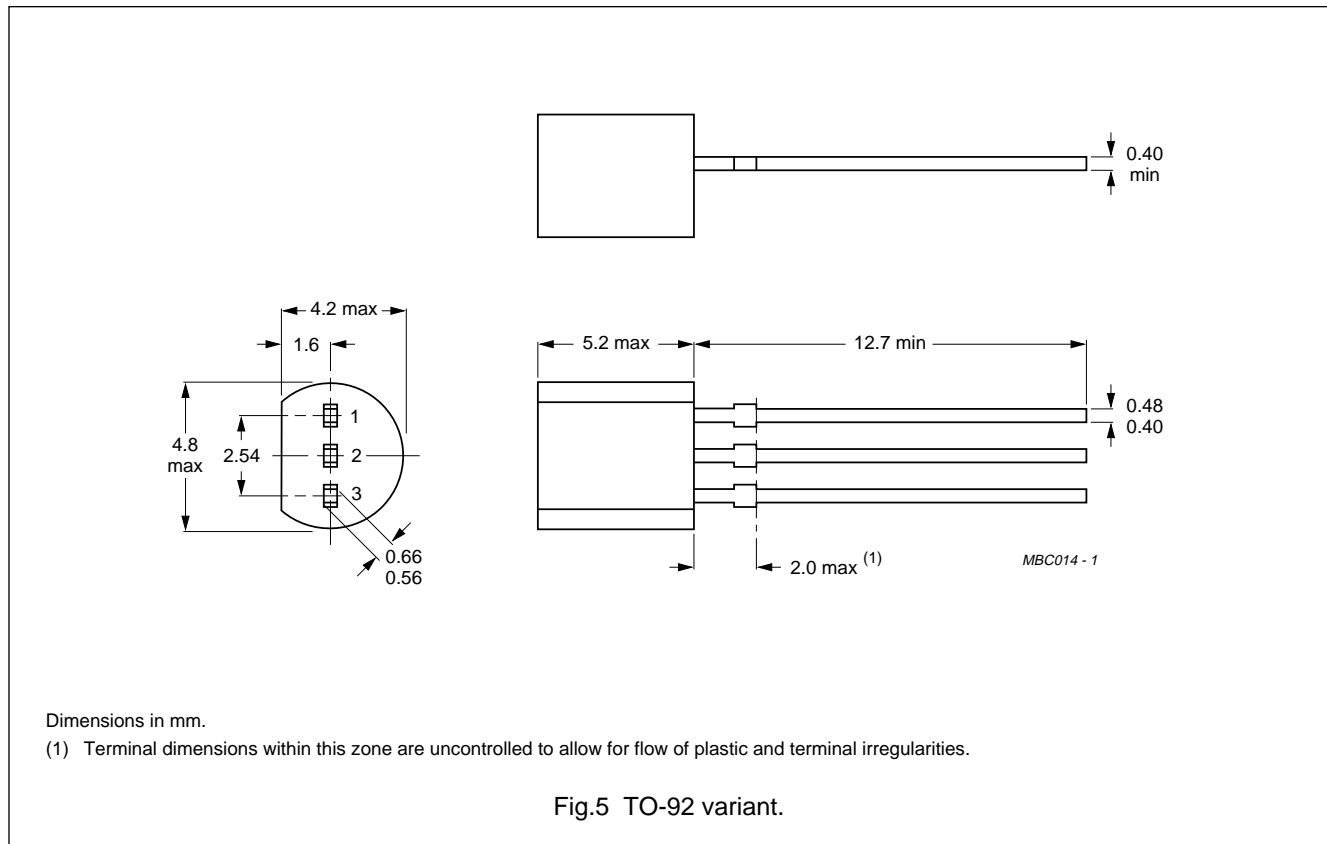 0.40
min
4.2 max
1.6
5.2 max
12.7 min
1
0.48
0.40
4.8
max
2.54
2
3
0.66
0.56
2.0 max (1)
MBC014 - 1
Dimensions in mm.
(1) Terminal dimensions within this zone are uncontrolled to allow for flow of plastic and terminal irregularities.
Fig.5 TO-92 variant.